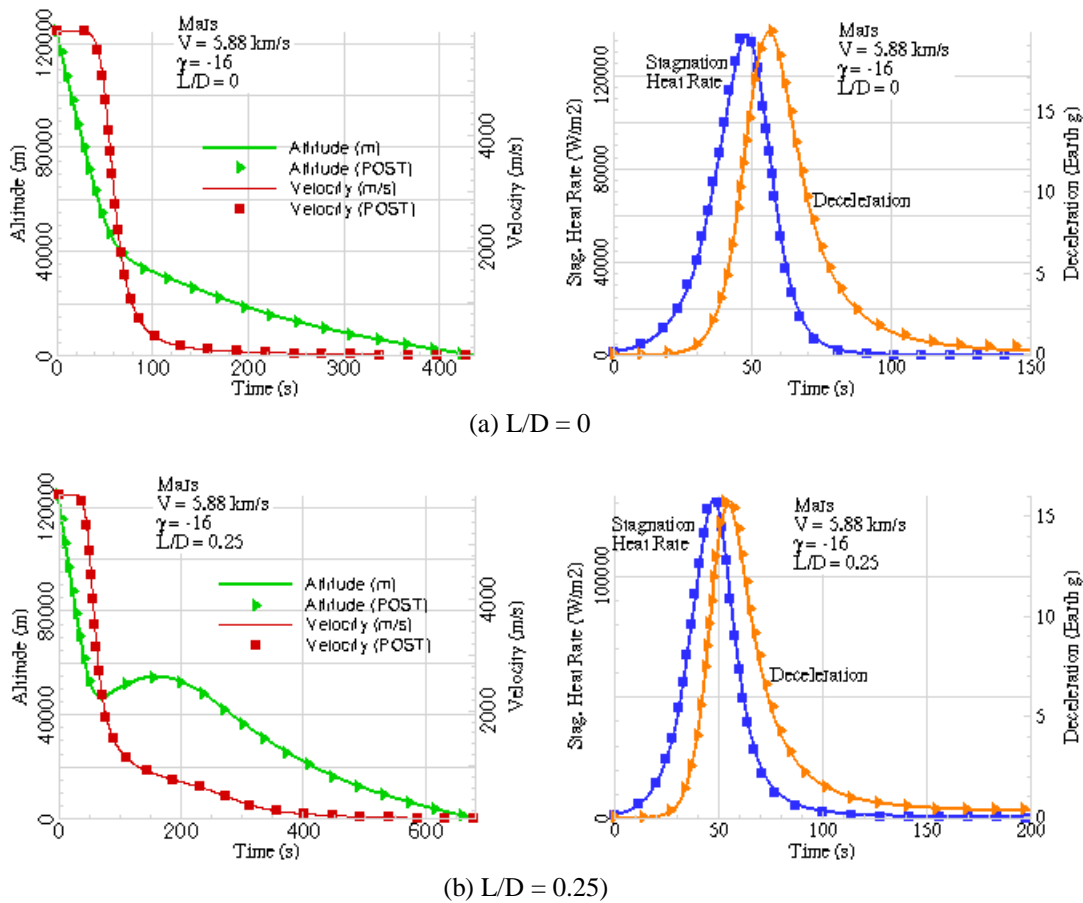 Mars
V = 5.88 km/s
γ = -16
L/D = 0
Altitude (m)
Altitude (POST)
Velocity (m/s)
Velocity (POST)
0 40000 80000 120000
Altitude (m)
2000 4000
Velocity (m/s)
0 100 200 300 400
Time (s)
Stagnation
Heat Rate
Mars
V = 5.88 km/s
γ = -16
L/D = 0
Deceleration
0 40000 80000 120000
Stag. Heat Rate (W/m2)
0 5 10 15
Deceleration (Earth g)
0 50 100 150
Time (s)
(a) L/D = 0
Mars
V = 5.88 km/s
γ = -16
L/D = 0.25
Altitude (m)
Altitude (POST)
Velocity (m/s)
Velocity (POST)
0 40000 80000 120000
Altitude (m)
0 2000 4000
Velocity (m/s)
0 200 400 600
Time (s)
Stagnation
Heat Rate
Mars
V = 5.88 km/s
γ = -16
L/D = 0.25
Deceleration
0 100000
Stag. Heat Rate (W/m2)
0 5 10 15
Deceleration (Earth g)
0 50 100 150 200
Time (s)
(b) L/D = 0.25)